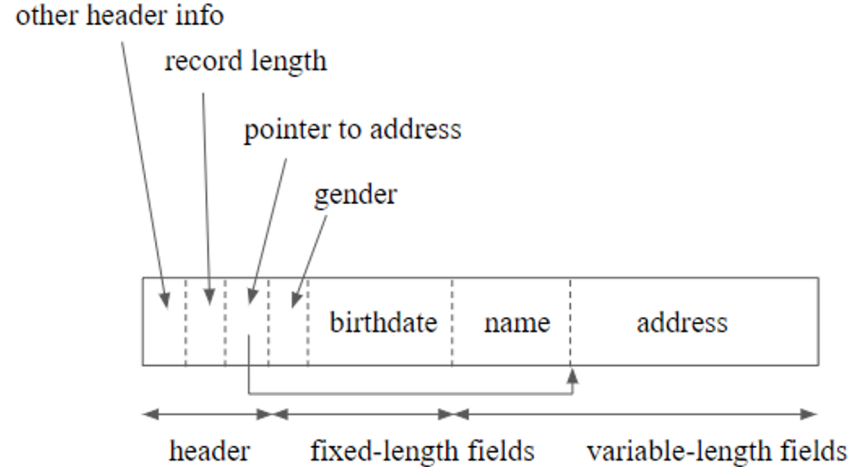 other header info
record length
pointer to address
gender
birthdate name address
header fixed-length fields variable-length fields